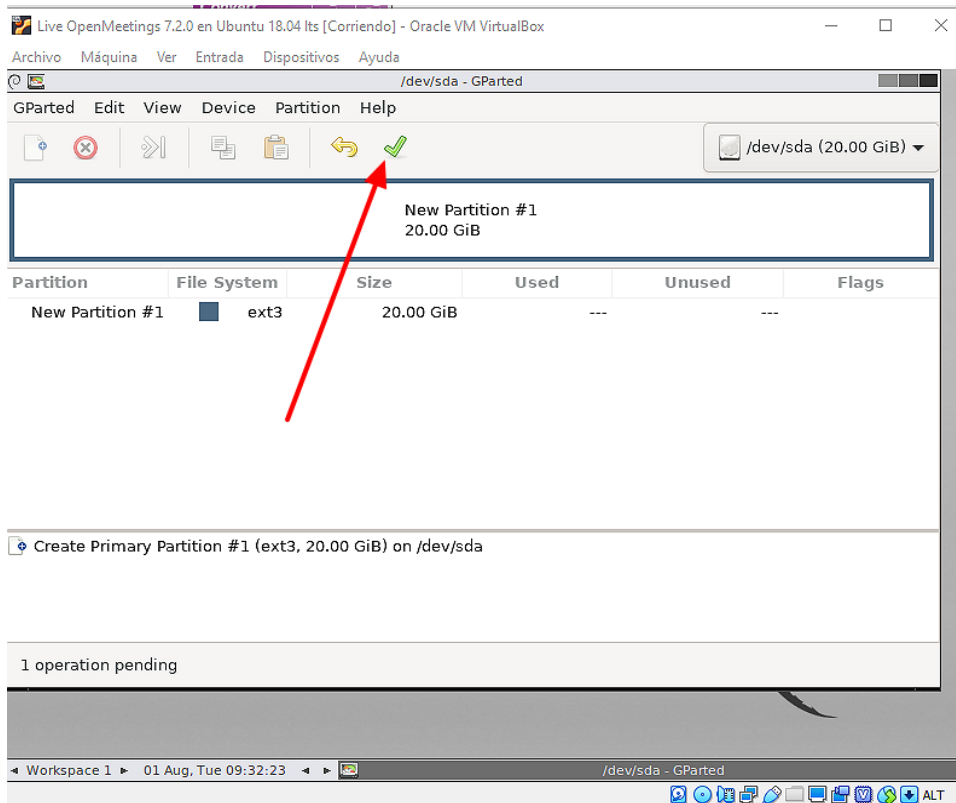 Live OpenMeetings 7.2.0 en Ubuntu 18.04 lts [Corriendo] - Oracle VM VirtualBox
Archivo Máquina Ver Entrada Dispositivos Ayuda
/dev/sda - GParted
GParted Edit View Device Partition Help
/dev/sda (20.00 GiB)
New Partition #1
20.00 GiB
Partition File System Size Used Unused Flags
New Partition #1 ext3 20.00 GiB --- ---
Create Primary Partition #1 (ext3, 20.00 GiB) on /dev/sda
1 operation pending
Workspace 1 01 Aug, Tue 09:32:23 /dev/sda - GParted
ALT